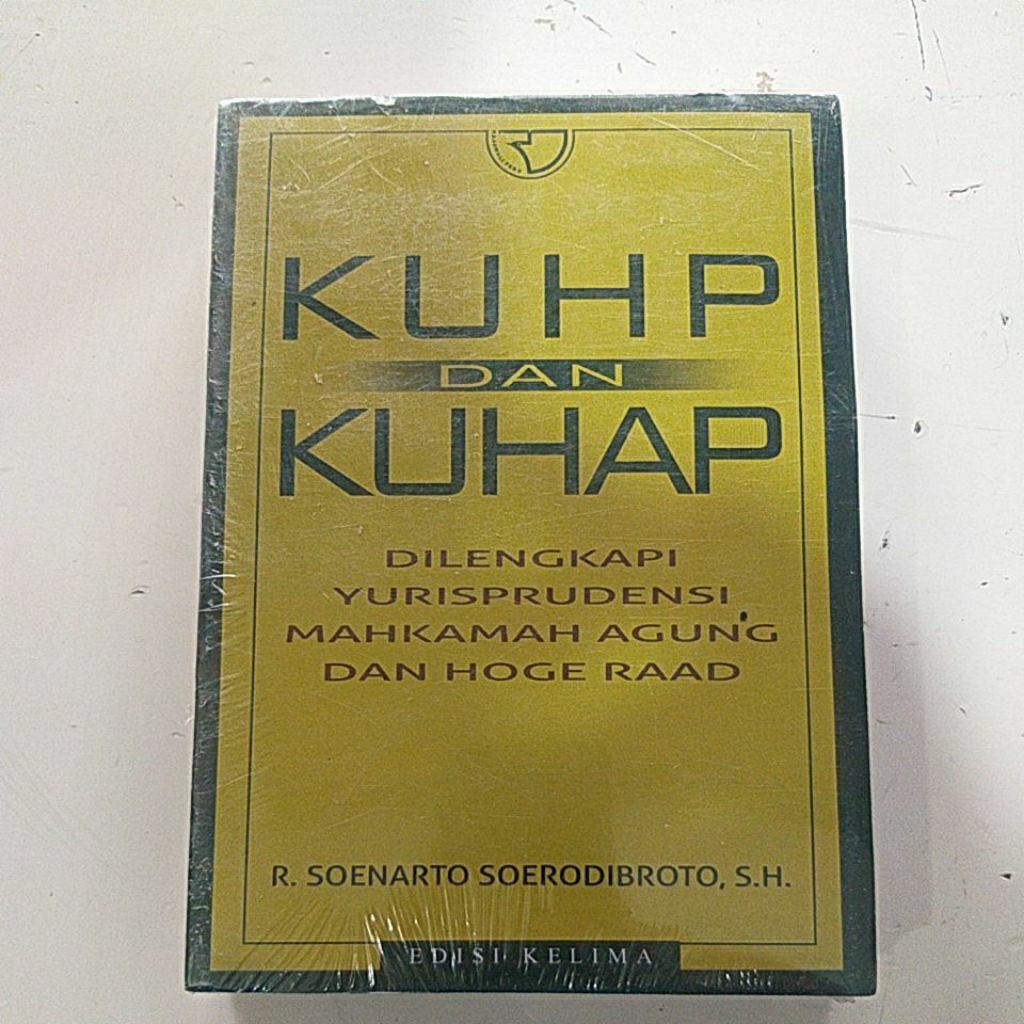 KUHP
DAN
KUHAP
DILENGKAPI
YURISPRUDENSI
MAHKAMAH AGUNG
DAN HOGE RAAD
R. SOENARTO SOERODIBROTO, S.H.
EDISI KELIMA